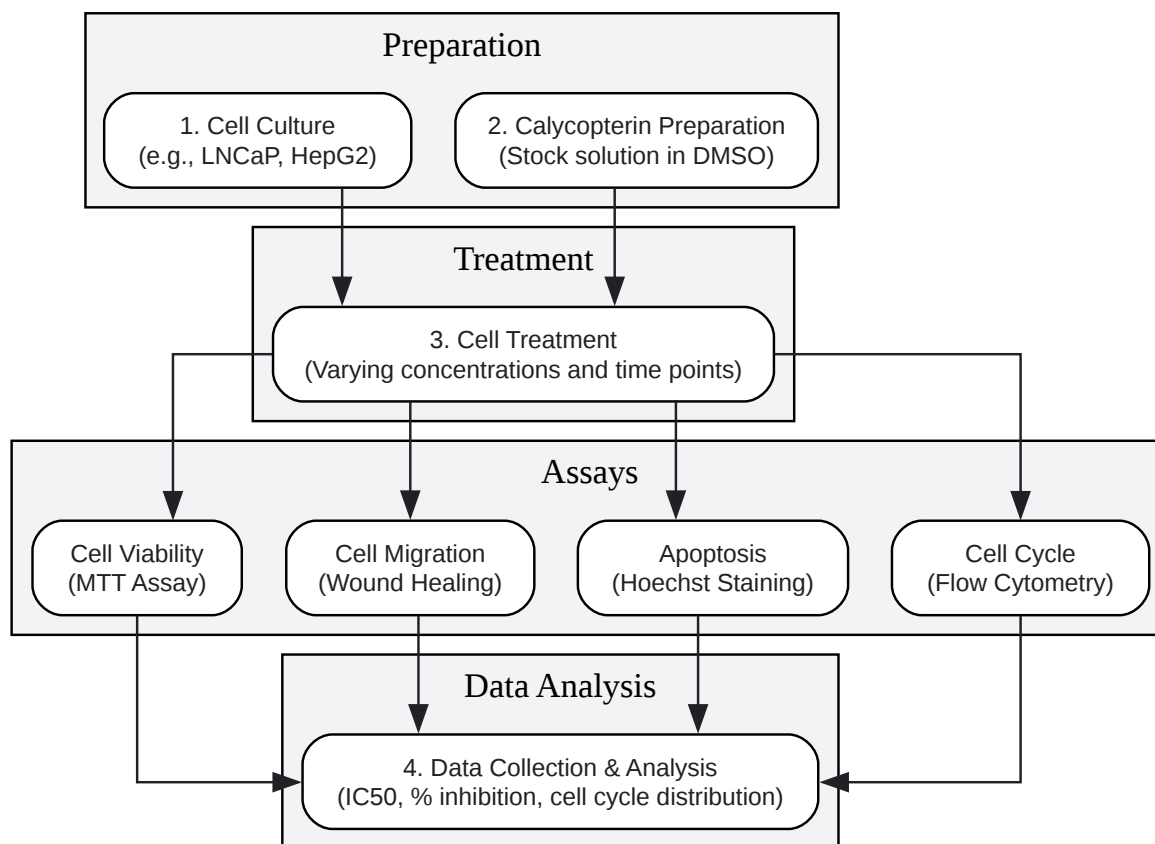 Preparation
1. Cell Culture
(e.g., LNCaP, HepG2)
2. Calycopterin Preparation
(Stock solution in DMSO)
Treatment
3. Cell Treatment
(Varying concentrations and time points)
Assays
Cell Viability
(MTT Assay)
Cell Migration
(Wound Healing)
Apoptosis
(Hoechst Staining)
Cell Cycle
(Flow Cytometry)
Data Analysis
4. Data Collection & Analysis
(IC50, % inhibition, cell cycle distribution)